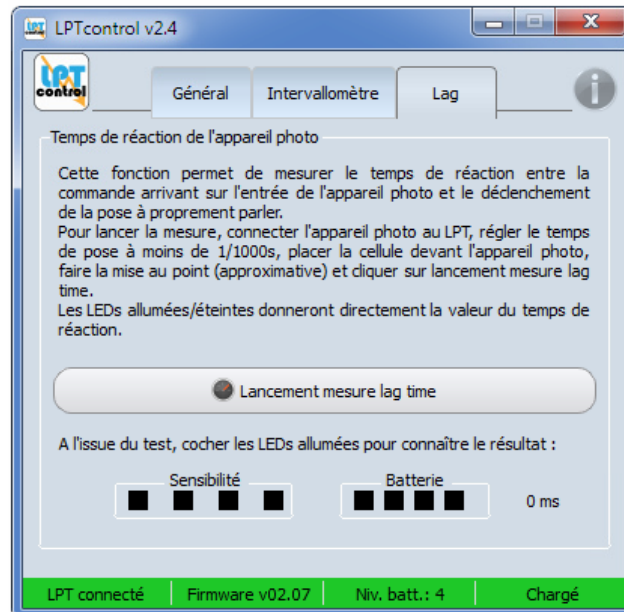 LPTcontrol v2.4
LPT
control
Général
Intervallomètre
Lag
i
Temps de réaction de l'appareil photo
Cette fonction permet de mesurer le temps de réaction entre la
commande arrivant sur l'entrée de l'appareil photo et le déclenchement
de la pose à proprement parler.
Pour lancer la mesure, connecter l'appareil photo au LPT, régler le temps
de pose à moins de 1/1000s, placer la cellule devant l'appareil photo,
faire la mise au point (approximative) et cliquer sur lancement mesure lag
time.
Les LEDs allumées/éteintes donneront directement la valeur du temps de
réaction.
Lancement mesure lag time
A l'issue du test, cocher les LEDs allumées pour connaître le résultat :
Sensibilité
Batterie
0 ms
LPT connecté
Firmware v02.07
Niv. batt.: 4
Chargé